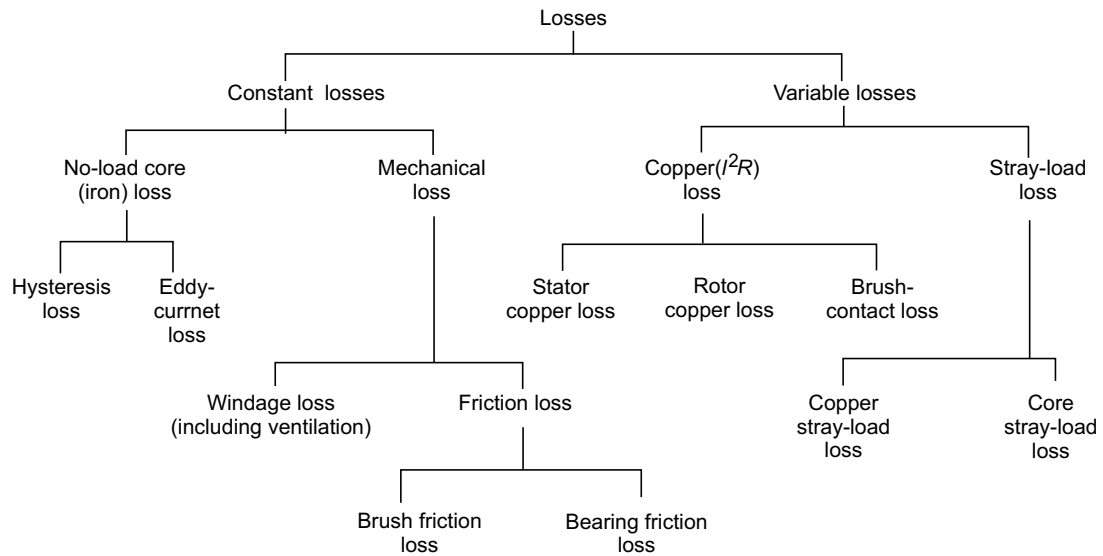 Losses
Constant losses
Variable losses
No-load core
(iron) loss
Mechanical
loss
Copper(I²R)
loss
Stray-load
loss
Hysteresis
loss
Eddy-
currnet
loss
Stator
copper loss
Rotor
copper loss
Brush-
contact loss
Windage loss
(including ventilation)
Friction loss
Copper
stray-load
loss
Core
stray-load
loss
Brush friction
loss
Bearing friction
loss